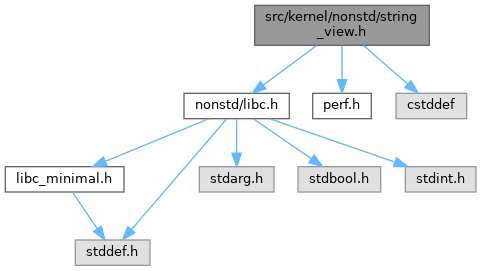 src/kernel/nonstd/string
_view.h
nonstd/libc.h
perf.h
cstddef
libc_minimal.h
stdarg.h
stdbool.h
stdint.h
stddef.h